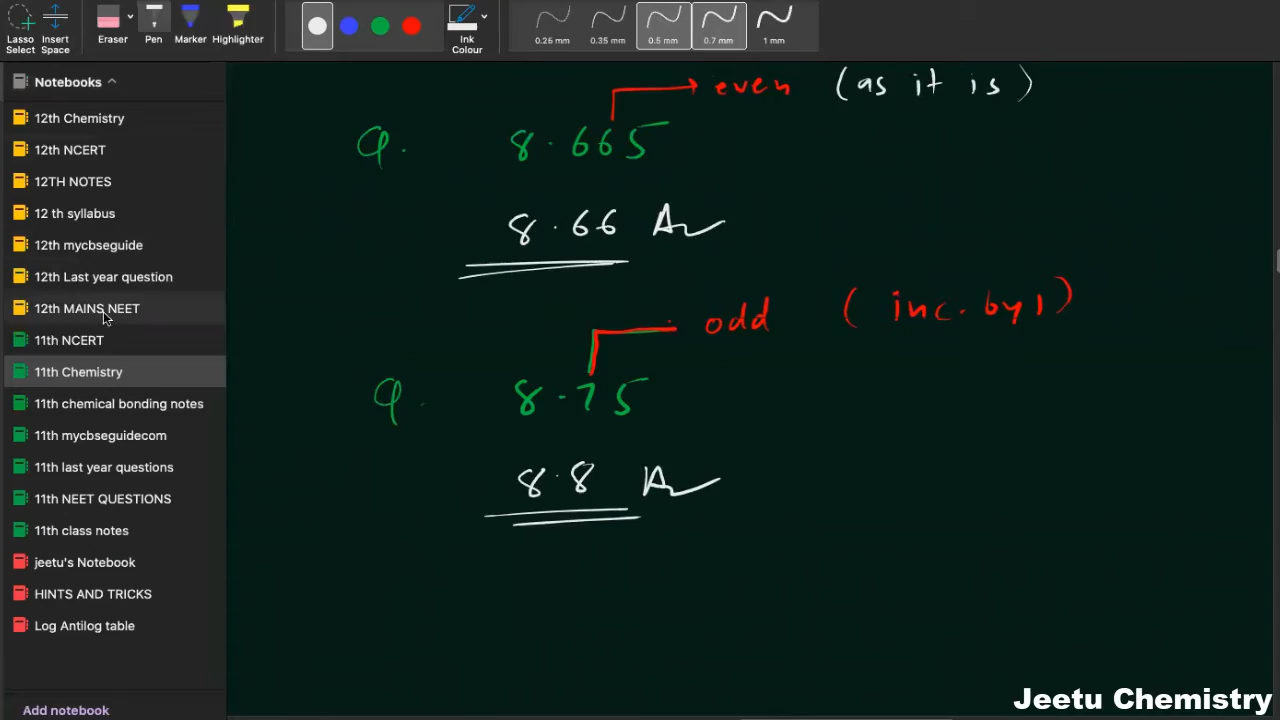 Lasso Select
Insert Space
Eraser
Pen
Marker
Highlighter
Ink Colour
0.25 mm
0.35 mm
0.5 mm
0.7 mm
1 mm
Notebooks
12th Chemistry
12th NCERT
12TH NOTES
12 th syllabus
12th mycbseguide
12th Last year question
12th MAINS NEET
11th NCERT
11th Chemistry
11th chemical bonding notes
11th mycbseguidecom
11th last year questions
11th NEET QUESTIONS
11th class notes
jeetu's Notebook
HINTS AND TRICKS
Log Antilog table
Add notebook
even (as it is)
Q. 8.665
8.66 A
odd (inc. by 1)
Q. 8.75
8.8 A
Jeetu Chemistry